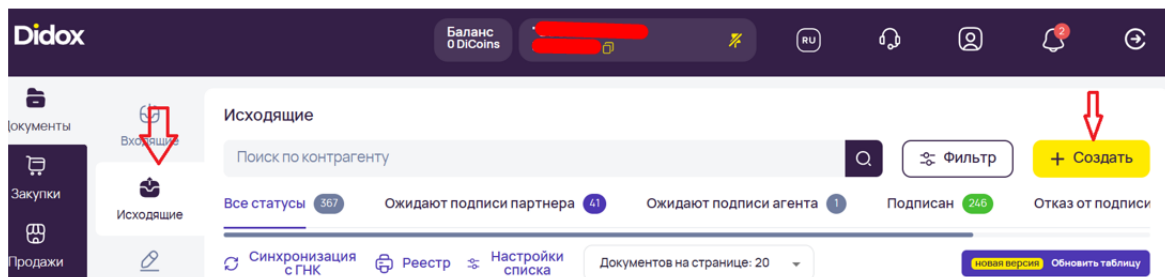 Didox
Баланс
0 DiCoins
RU
2
Документы
Закупки
Продажи
Входящие
Исходящие
Исходящие
Поиск по контрагенту
Фильтр
+ Создать
Все статусы 367
Ожидают подписи партнера 41
Ожидают подписи агента 1
Подписан 246
Отказ от подписи
Синхронизация
с ГНК
Реестр
Настройки
списка
Документов на странице: 20
новая версия Обновить таблицу